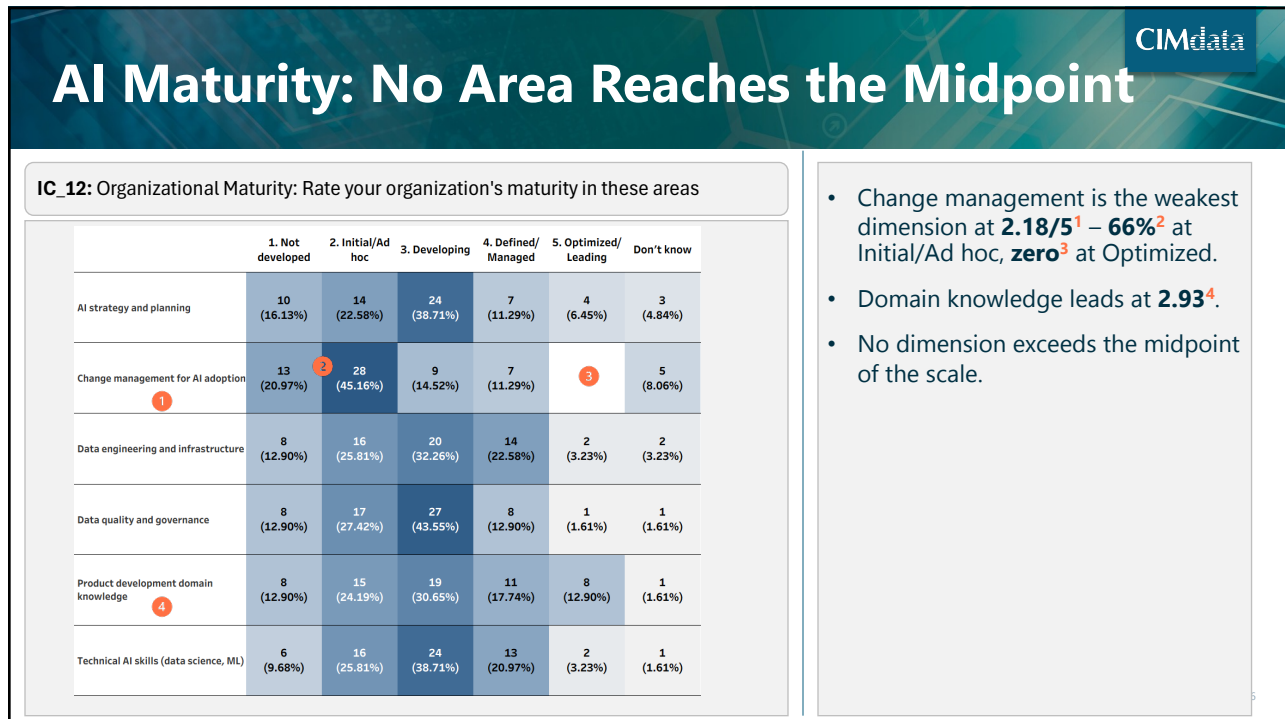 CIMdata
AI Maturity: No Area Reaches the Midpoint
IC_12: Organizational Maturity: Rate your organization's maturity in these areas
1. Not developed
2. Initial/Ad hoc
3. Developing
4. Defined/Managed
5. Optimized/Leading
Don't know
AI strategy and planning
10 14 24 7 4 3
(16.13%) (22.58%) (38.71%) (11.29%) (6.45%) (4.84%)
Change management for AI adoption
1
2
13 28 9 7 3 5
(20.97%) (45.16%) (14.52%) (11.29%) (8.06%)
Data engineering and infrastructure
8 16 20 14 2 2
(12.90%) (25.81%) (32.26%) (22.58%) (3.23%) (3.23%)
Data quality and governance
8 17 27 8 1 1
(12.90%) (27.42%) (43.55%) (12.90%) (1.61%) (1.61%)
Product development domain
knowledge
4
8 15 19 11 8 1
(12.90%) (24.19%) (30.65%) (17.74%) (12.90%) (1.61%)
Technical AI skills (data science, ML)
6 16 24 13 2 1
(9.68%) (25.81%) (38.71%) (20.97%) (3.23%) (1.61%)
• Change management is the weakest
dimension at 2.18/5¹ – 66%² at
Initial/Ad hoc, zero³ at Optimized.
• Domain knowledge leads at 2.93⁴.
• No dimension exceeds the midpoint
of the scale.